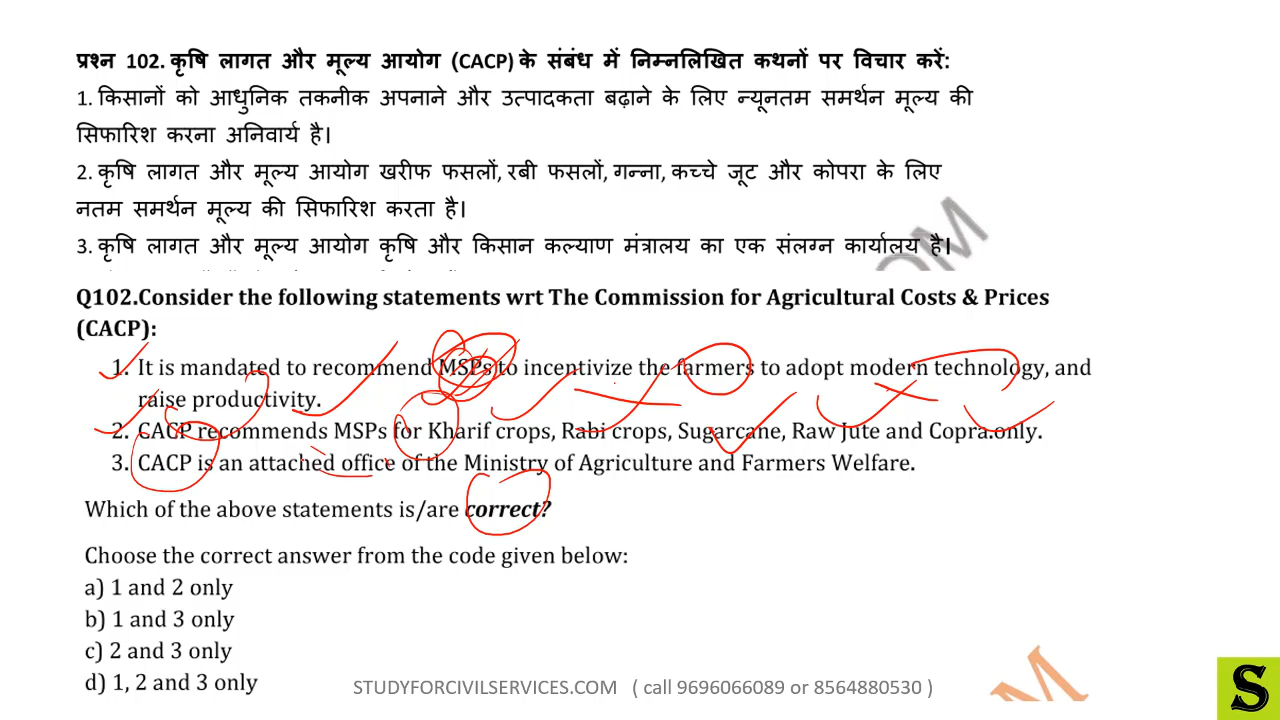 प्रश्न 102. कृषि लागत और मूल्य आयोग (CACP) के संबंध में निम्नलिखित कथनों पर विचार करें:
1. किसानों को आधुनिक तकनीक अपनाने और उत्पादकता बढ़ाने के लिए न्यूनतम समर्थन मूल्य की
सिफारिश करना अनिवार्य है।
2. कृषि लागत और मूल्य आयोग खरीफ फसलों, रबी फसलों, गन्ना, कच्चे जूट और कोपरा के लिए
नतम समर्थन मूल्य की सिफारिश करता है।
3. कृषि लागत और मूल्य आयोग कृषि और किसान कल्याण मंत्रालय का एक संलग्न कार्यालय है।
Q102.Consider the following statements wrt The Commission for Agricultural Costs & Prices
(CACP):
1. It is mandated to recommend MSPs to incentivize the farmers to adopt modern technology, and
raise productivity.
2. CACP recommends MSPs for Kharif crops, Rabi crops, Sugarcane, Raw Jute and Copra.only.
3. CACP is an attached office of the Ministry of Agriculture and Farmers Welfare.
Which of the above statements is/are correct?
Choose the correct answer from the code given below:
a) 1 and 2 only
b) 1 and 3 only
c) 2 and 3 only
d) 1, 2 and 3 only
STUDYFORCIVILSERVICES.COM ( call 9696066089 or 8564880530 )
S